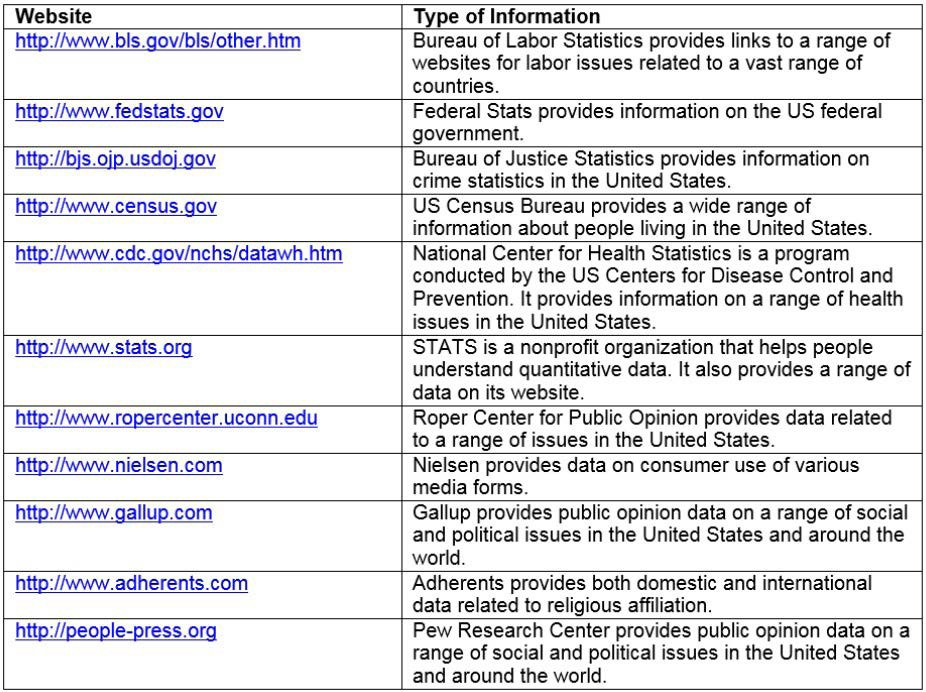 Website
Type of Information
http://www.bls.gov/bls/other.htm
Bureau of Labor Statistics provides links to a range of
websites for labor issues related to a vast range of
countries.
http://www.fedstats.gov
Federal Stats provides information on the US federal
government.
http://bjs.ojp.usdoj.gov
Bureau of Justice Statistics provides information on
crime statistics in the United States.
http://www.census.gov
US Census Bureau provides a wide range of
information about people living in the United States.
http://www.cdc.gov/nchs/datawh.htm
National Center for Health Statistics is a program
conducted by the US Centers for Disease Control and
Prevention. It provides information on a range of health
issues in the United States.
http://www.stats.org
STATS is a nonprofit organization that helps people
understand quantitative data. It also provides a range of
data on its website.
http://www.ropercenter.uconn.edu
Roper Center for Public Opinion provides data related
to a range of issues in the United States.
http://www.nielsen.com
Nielsen provides data on consumer use of various
media forms.
http://www.gallup.com
Gallup provides public opinion data on a range of social
and political issues in the United States and around the
world.
http://www.adherents.com
Adherents provides both domestic and international
data related to religious affiliation.
http://people-press.org
Pew Research Center provides public opinion data on a
range of social and political issues in the United States
and around the world.